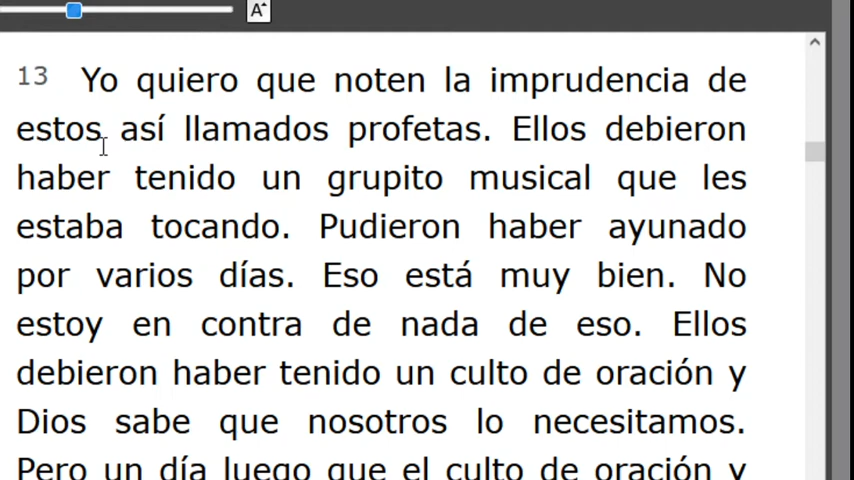 A
13 Yo quiero que noten la imprudencia de
estos así llamados profetas. Ellos debieron
haber tenido un grupito musical que les
estaba tocando. Pudieron haber ayunado
por varios días. Eso está muy bien. No
estoy en contra de nada de eso. Ellos
debieron haber tenido un culto de oración y
Dios sabe que nosotros lo necesitamos.
Pero un día luego que el culto de oración y